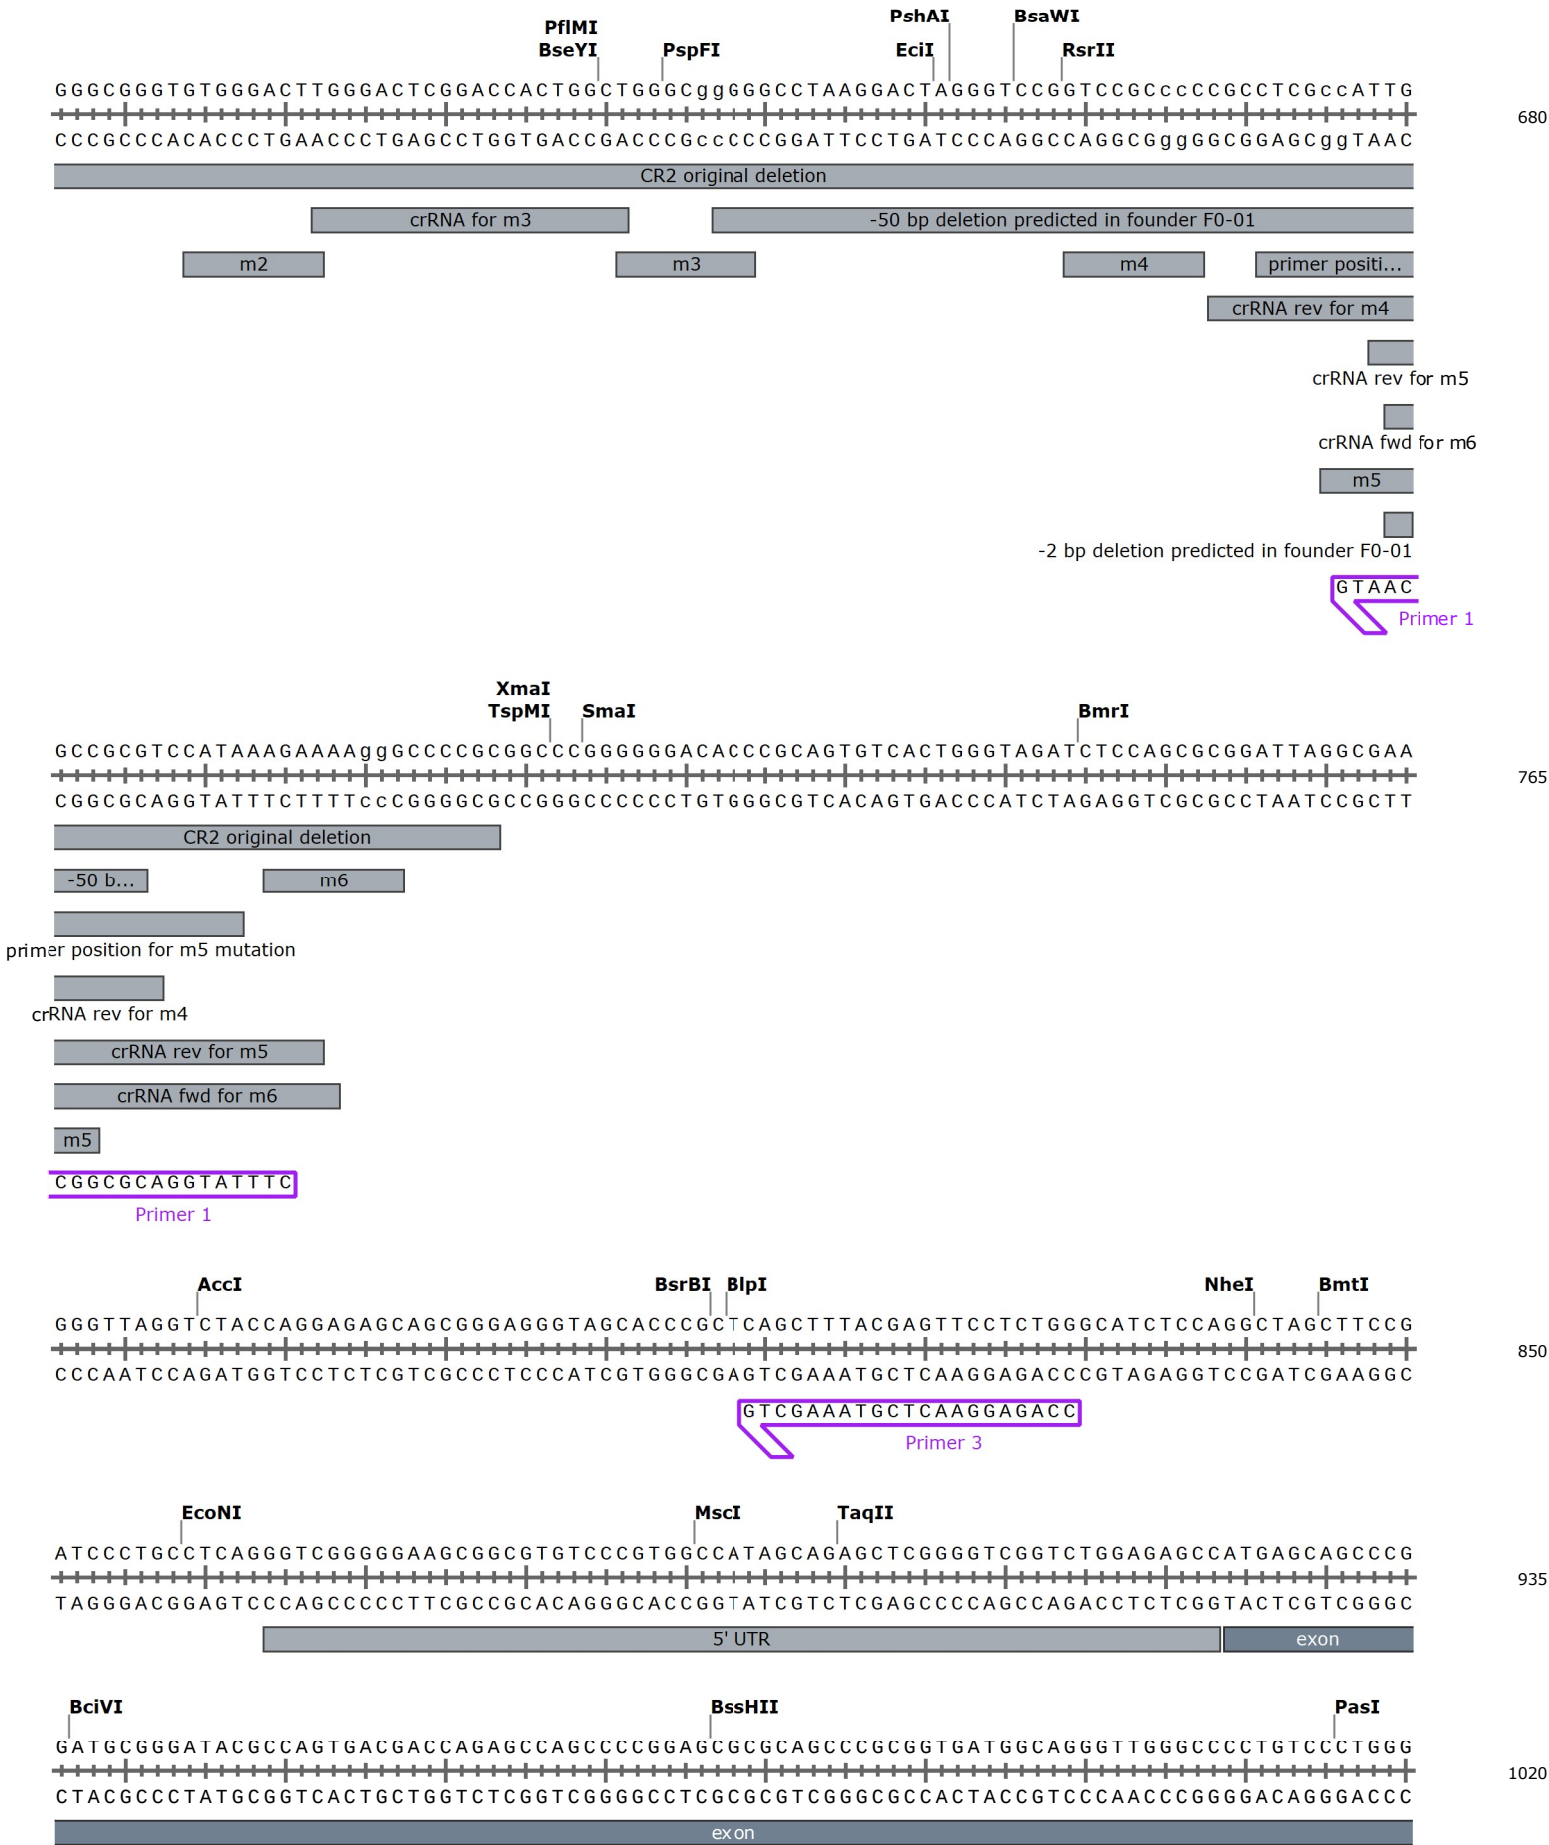 PflMI
BseYI
PspFI
PshAI
EciI
BsaWI
RsrII
GGGCGGGTGTGGGACTTGGGACTCGGACCACTGGCTGGGCggGGGCCTAAGGACTAGGGTCCGGTCCGCccCCGCCTCGccATTG
680
CCCGCCCACACCCTGAACCCTGAGCCTGGTGACCGACCCGccCCCGGATTCCTGATCCCAGGCCAGGCGggGGCGGAGCggTAAC
CR2 original deletion
crRNA for m3
-50 bp deletion predicted in founder F0-01
m2
m3
m4
primer positi...
crRNA rev for m4
crRNA rev for m5
crRNA fwd for m6
m5
-2 bp deletion predicted in founder F0-01
GTAAC
Primer 1
XmaI
TspMI
SmaI
BmrI
GCCGCGTCCATAAAGAAAAggGCCCCGCGGCCCGGGGGGACACCCGCAGTGTCACTGGGTAGATCTCCAGCGCGGATTAGGCGAA
765
CGGCGCAGGTATTTCTTTTccCGGGGCGCCGGGCCCCCCTGTGGGCGTCACAGTGACCCATCTAGAGGTCGCGCCTAATCCGCTT
CR2 original deletion
-50 b...
m6
primer position for m5 mutation
crRNA rev for m4
crRNA rev for m5
crRNA fwd for m6
m5
CGGCGCAGGTATTTC
Primer 1
AccI
BsrBI
BlpI
NheI
BmtI
GGGTTAGGTCTACCAGGAGAGCAGCGGGAGGGTAGCACCCGCTCAGCTTTACGAGTTCCTCTGGGCATCTCCAGGCTAGCTTCCG
850
CCCAATCCAGATGGTCCTCTCGTCGCCCTCCCATCGTGGGCGAGTCGAAATGCTCAAGGAGACCCGTAGAGGTCCGATCGAAGGC
GTCGAAATGCTCAAGGAGACC
Primer 3
EcoNI
MscI
TaqII
ATCCCTGCCTCAGGGTCGGGGGAAGCGGCGTGTCCCGTGGCCATAGCAGAGCTCGGGGTCGGTCTGGAGAGCCATGAGCAGCCCG
935
TAGGGACGGAGTCCCAGCCCCCTTCGCCGCACAGGGCACCGGTATCGTCTCGAGCCCCAGCCAGACCTCTCGGTACTCGTCGGGC
5' UTR
exon
BciVI
BssHII
PasI
GATGCGGGATACGCCAGTGACGACCAGAGCCAGCCCCGGAGCGCGCAGCCCGCGGTGATGGCAGGGTTGGGCCCCTGTCCCTGGG
1020
CTACGCCCTATGCGGTCACTGCTGGTCTCGGTCGGGGCCTCGCGCGTCGGGCGCCACTACCGTCCCAACCCGGGGACAGGGACCC
exon